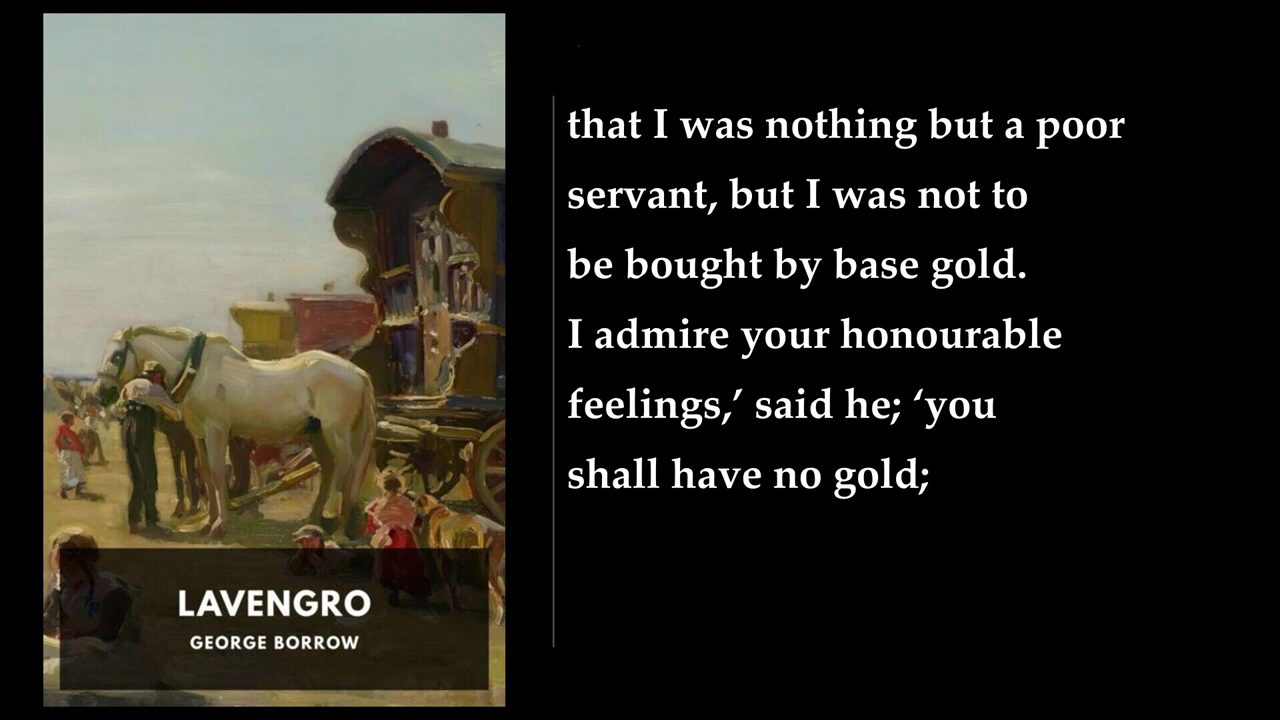 that I was nothing but a poor
servant, but I was not to
be bought by base gold.
I admire your honourable
feelings,’ said he; ‘you
shall have no gold;
LAVENGRO
GEORGE BORROW